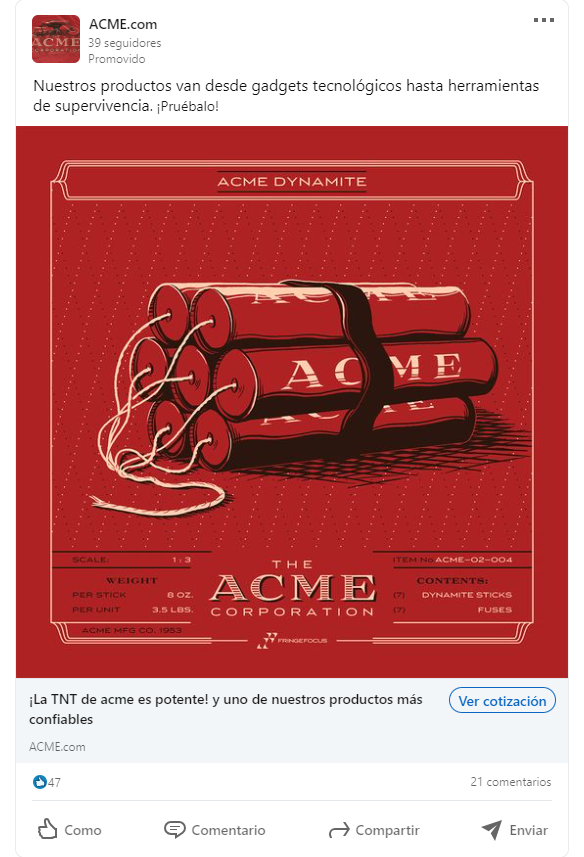 ACME
CORPORATION
ACME.com
39 seguidores
Promovido
Nuestros productos van desde gadgets tecnológicos hasta herramientas
de supervivencia. ¡Pruébalo!
ACME DYNAMITE
ACME
ACME
ACME
SCALE: 1:3
WEIGHT
PER STICK 8 OZ.
PER UNIT 3.5 LBS.
ACME MFG CO. 1953
THE
ACME
CORPORATION
FRINGEFOCUS
ITEM No ACME-02-004
CONTENTS:
(7) DYNAMITE STICKS
(7) FUSES
¡La TNT de acme es potente! y uno de nuestros productos más
confiables
Ver cotización
ACME.com
47
21 comentarios
Como
Comentario
Compartir
Enviar